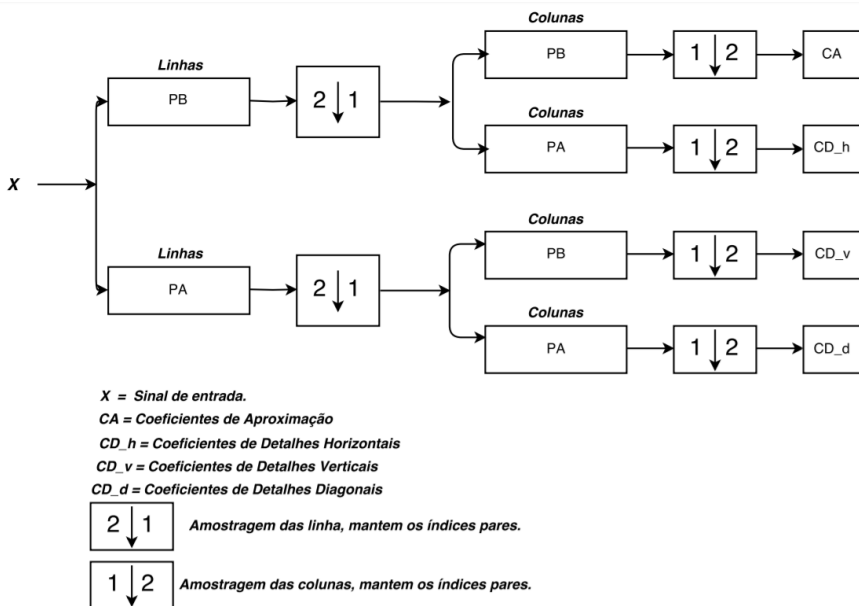 Colunas
Linhas
PB
1 2
CA
PB
2 1
Colunas
PA
1 2
CD_h
X
Colunas
Linhas
PB
1 2
CD_v
PA
2 1
Colunas
PA
1 2
CD_d
X = Sinal de entrada.
CA = Coeficientes de Aproximação
CD_h = Coeficientes de Detalhes Horizontais
CD_v = Coeficientes de Detalhes Verticais
CD_d = Coeficientes de Detalhes Diagonais
2 1 Amostragem das linha, mantem os índices pares.
1 2 Amostragem das colunas, mantem os índices pares.